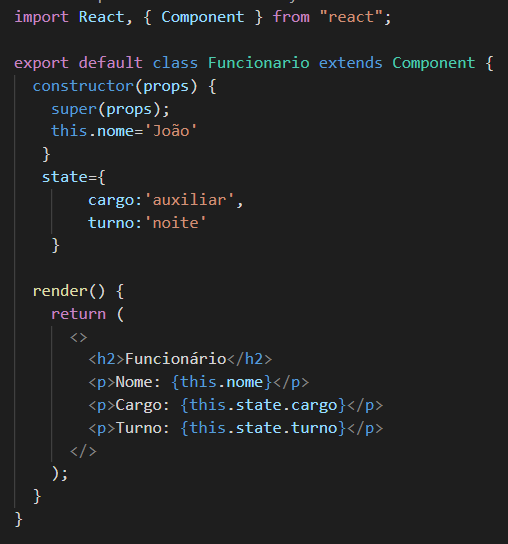 import React, { Component } from "react";
export default class Funcionario extends Component {
constructor(props) {
super(props);
this.nome='João'
}
state={
cargo:'auxiliar',
turno:'noite'
}
render() {
return (
<>
<h2>Funcionário</h2>
<p>Nome: {this.nome}</p>
<p>Cargo: {this.state.cargo}</p>
<p>Turno: {this.state.turno}</p>
</>
);
}
}